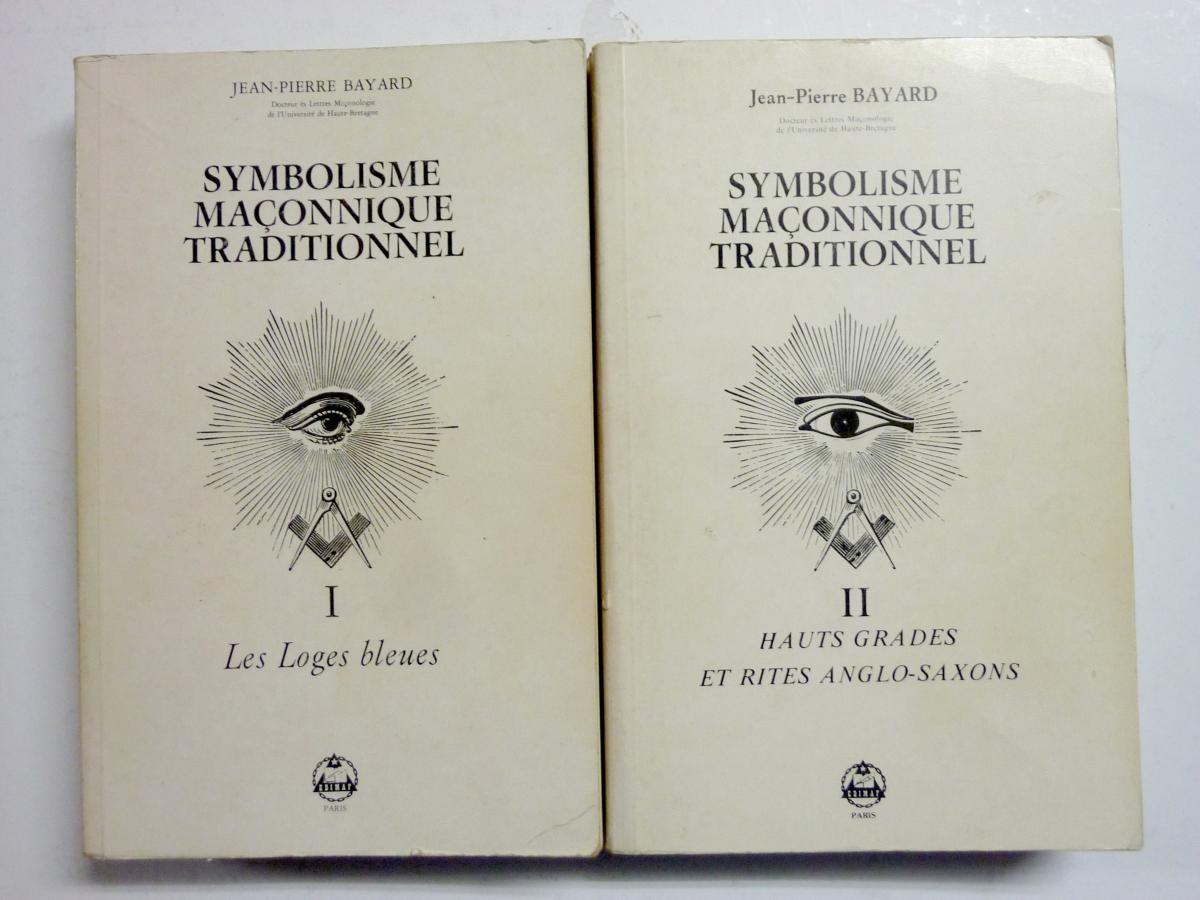 JEAN-PIERRE BAYARD
Docteur ès Lettres Maçonologie
de l'Université de Haute-Bretagne
SYMBOLISME
MAÇONNIQUE
TRADITIONNEL
I
Les Loges bleues
EDIMAF
PARIS
Jean-Pierre BAYARD
Docteur ès Lettres Maçonologie
de l'Université de Haute-Bretagne
SYMBOLISME
MAÇONNIQUE
TRADITIONNEL
II
HAUTS GRADES
ET RITES ANGLO-SAXONS
EDIMAF
PARIS